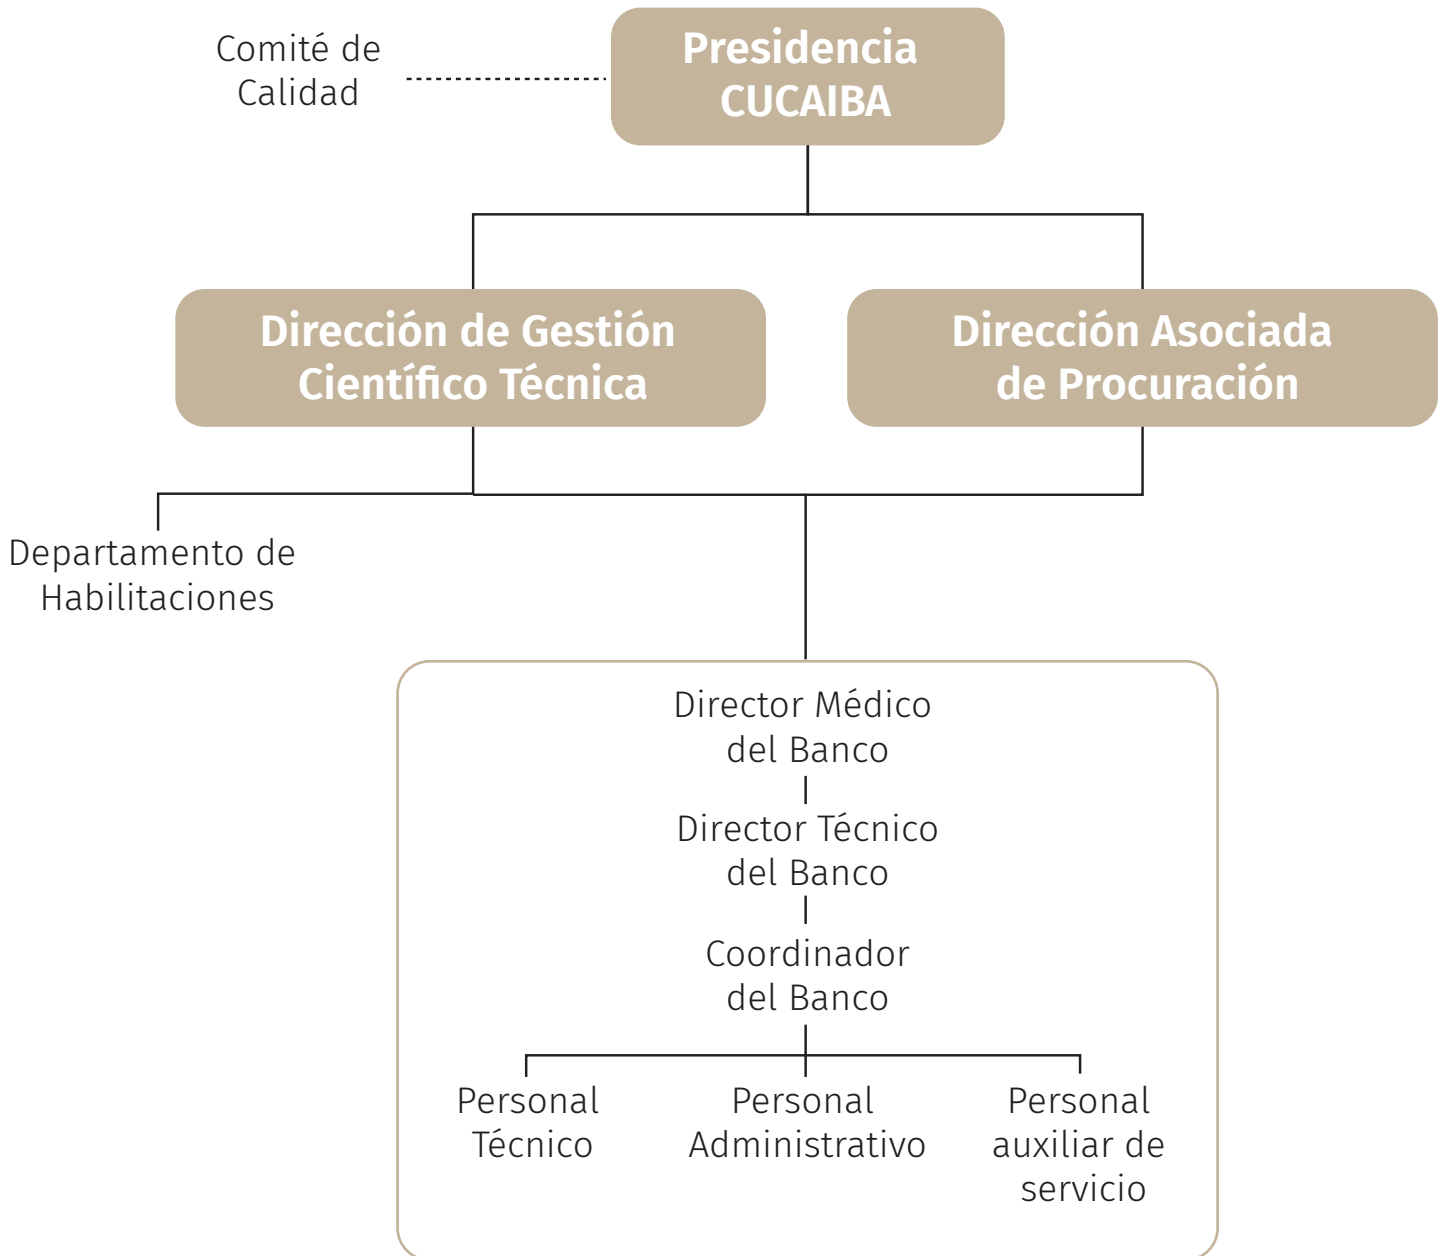 Comité de
Calidad
Presidencia
CUCAIBA
Dirección de Gestión
Científico Técnica
Dirección Asociada
de Procuración
Departamento de
Habilitaciones
Director Médico
del Banco
Director Técnico
del Banco
Coordinador
del Banco
Personal
Técnico
Personal
Administrativo
Personal
auxiliar de
servicio